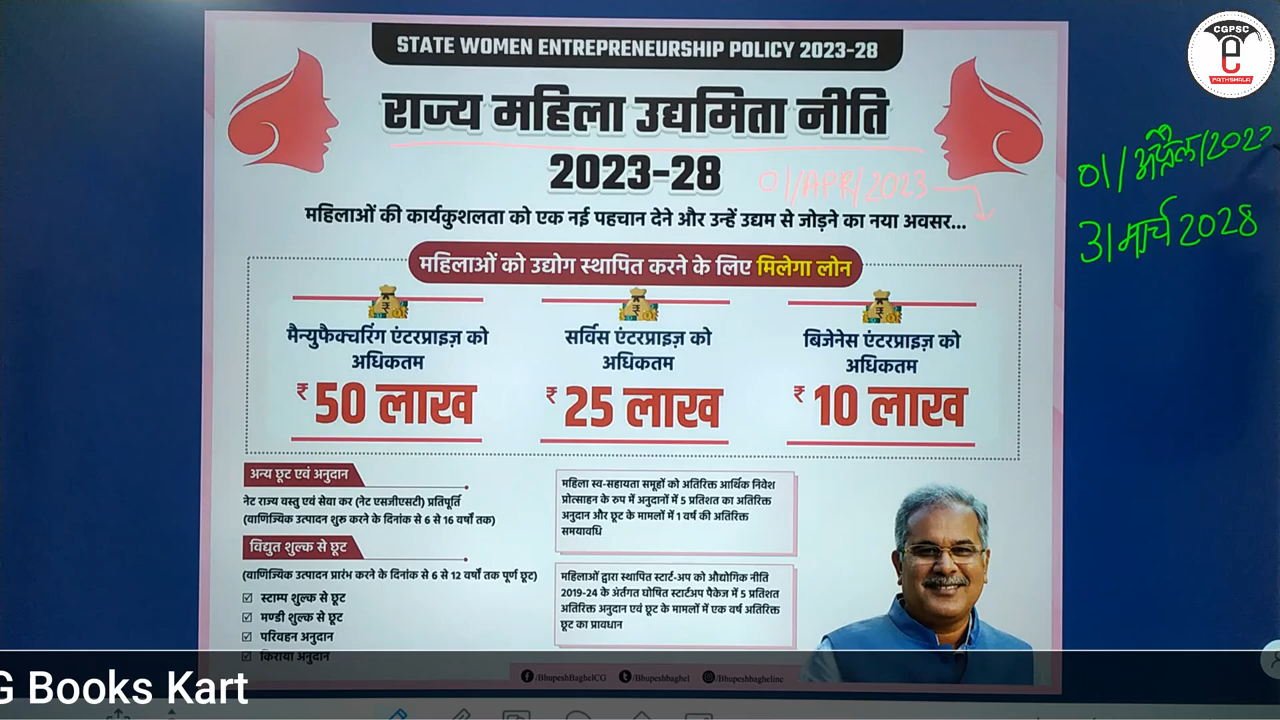 STATE WOMEN ENTREPRENEURSHIP POLICY 2023-28
CGPSC
e
PATHSHALA
राज्य महिला उद्यमिता नीति
2023-28
01/APR/2023
01/अप्रैल/2023
31मार्च 2028
महिलाओं की कार्यकुशलता को एक नई पहचान देने और उन्हें उद्यम से जोड़ने का नया अवसर...
महिलाओं को उद्योग स्थापित करने के लिए मिलेगा लोन
मैन्युफैक्चरिंग एंटरप्राइज़ को
अधिकतम
₹ 50 लाख
सर्विस एंटरप्राइज़ को
अधिकतम
₹ 25 लाख
बिजेनेस एंटरप्राइज़ को
अधिकतम
₹ 10 लाख
अन्य छूट एवं अनुदान
नेट राज्य वस्तु एवं सेवा कर (नेट एसजीएसटी) प्रतिपूर्ति
(वाणिज्यिक उत्पादन शुरू करने के दिनांक से 6 से 16 वर्षों तक)
विद्युत शुल्क से छूट
(वाणिज्यिक उत्पादन प्रारंभ करने के दिनांक से 6 से 12 वर्षों तक पूर्ण छूट)
स्टाम्प शुल्क से छूट
मण्डी शुल्क से छूट
परिवहन अनुदान
किराया अनुदान
महिला स्व-सहायता समूहों को अतिरिक्त आर्थिक निवेश
प्रोत्साहन के रुप में अनुदानों में 5 प्रतिशत का अतिरिक्त
अनुदान और छूट के मामलों में 1 वर्ष की अतिरिक्त
समयावधि
महिलाओं द्वारा स्थापित स्टार्ट-अप को औद्योगिक नीति
2019-24 के अंर्तगत घोषित स्टार्टअप पैकेज में 5 प्रतिशत
अतिरिक्त अनुदान एवं छूट के मामलों में एक वर्ष अतिरिक्त
छूट का प्रावधान
/BhupeshBaghelCG /Bhupeshbaghel /Bhupeshbaghelinc
G Books Kart